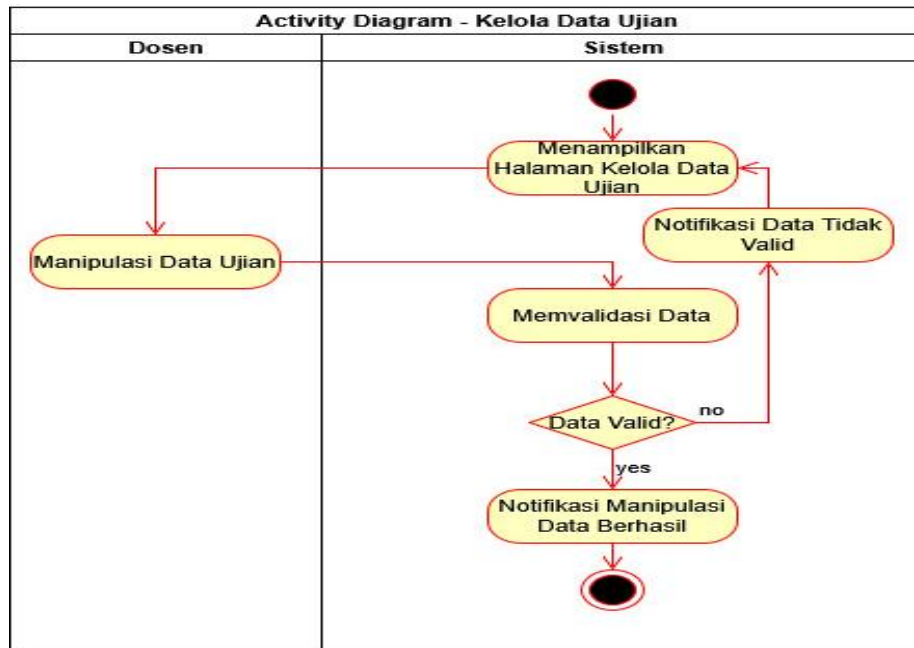 Activity Diagram - Kelola Data Ujian
Dosen
Sistem
Menampilkan
Halaman Kelola Data
Ujian
Notifikasi Data Tidak
Valid
Manipulasi Data Ujian
Memvalidasi Data
Data Valid?
no
yes
Notifikasi Manipulasi
Data Berhasil